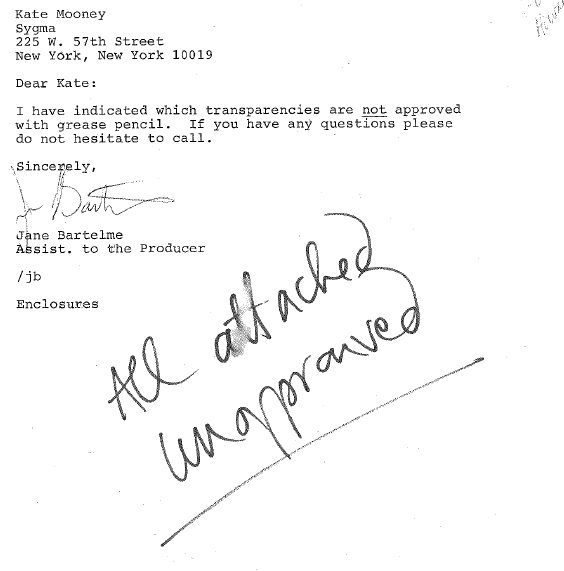 Kate Mooney
Sygma
225 W. 57th Street
New York, New York 10019
Dear Kate:
I have indicated which transparencies are not approved
with grease pencil. If you have any questions please
do not hesitate to call.
Sincerely,
Jane Bartelme
Assist. to the Producer
/jb
Enclosures
All attached
unapproved